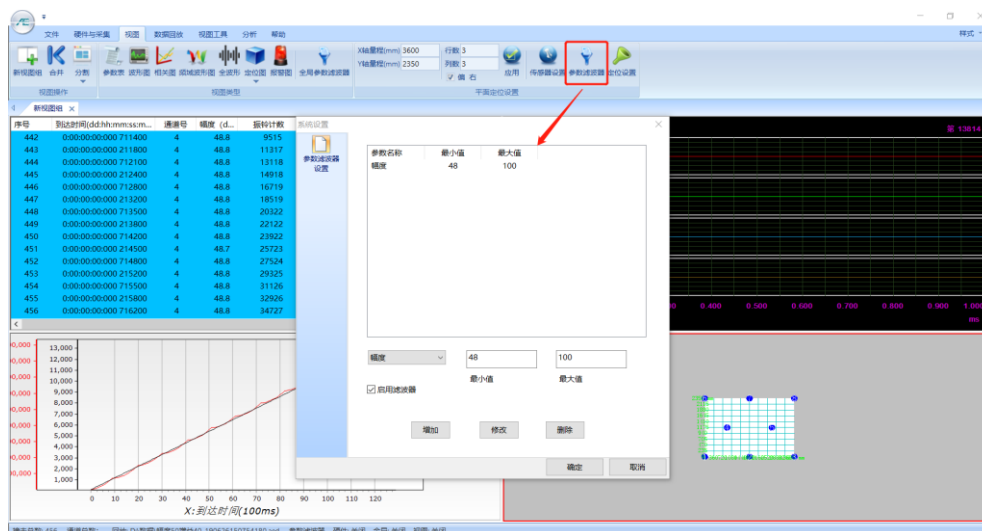 文件 硬件与采集 视图 数据回放 视图工具 分析 帮助 样式
新视图组 合并 分割 参数表 波形图 相关图 频域波形图 全波形 定位图 报警图 全局参数滤波器
X轴量程(mm) 3600 行数 3
Y轴量程(mm) 2350 列数 3
偶 右
应用 传感器设置 参数滤波器 定位设置
视图操作 视图类型 平面定位设置
新视图组
序号 到达时间(dd:hh:mm:ss:m... 通道号 幅度（d... 振铃计数
442 0:00:00:00:000 711400 4 48.8 9515
443 0:00:00:00:000 211800 4 48.8 11317
444 0:00:00:00:000 712100 4 48.8 13118
445 0:00:00:00:000 212400 4 48.8 14918
446 0:00:00:00:000 712800 4 48.8 16719
447 0:00:00:00:000 213200 4 48.8 18519
448 0:00:00:00:000 713500 4 48.8 20322
449 0:00:00:00:000 213800 4 48.8 22122
450 0:00:00:00:000 714200 4 48.8 23922
451 0:00:00:00:000 214500 4 48.7 25723
452 0:00:00:00:000 714800 4 48.8 27524
453 0:00:00:00:000 215200 4 48.8 29325
454 0:00:00:00:000 715500 4 48.8 31126
455 0:00:00:00:000 215800 4 48.8 32926
456 0:00:00:00:000 716200 4 48.8 34727
系统设置
参数滤波器
设置
参数名称 最小值 最大值
幅度 48 100
幅度 48 100
最小值 最大值
启用滤波器
增加 修改 删除
确定 取消
第 13814
0.400 0.500 0.600 0.700 0.800 0.900 1.000
ms
13,000
12,000
11,000
10,000
9,000
8,000
7,000
6,000
5,000
4,000
3,000
2,000
1,000
0 10 20 30 40 50 60 70 80 90 100 110 120
X:到达时间(100ms)